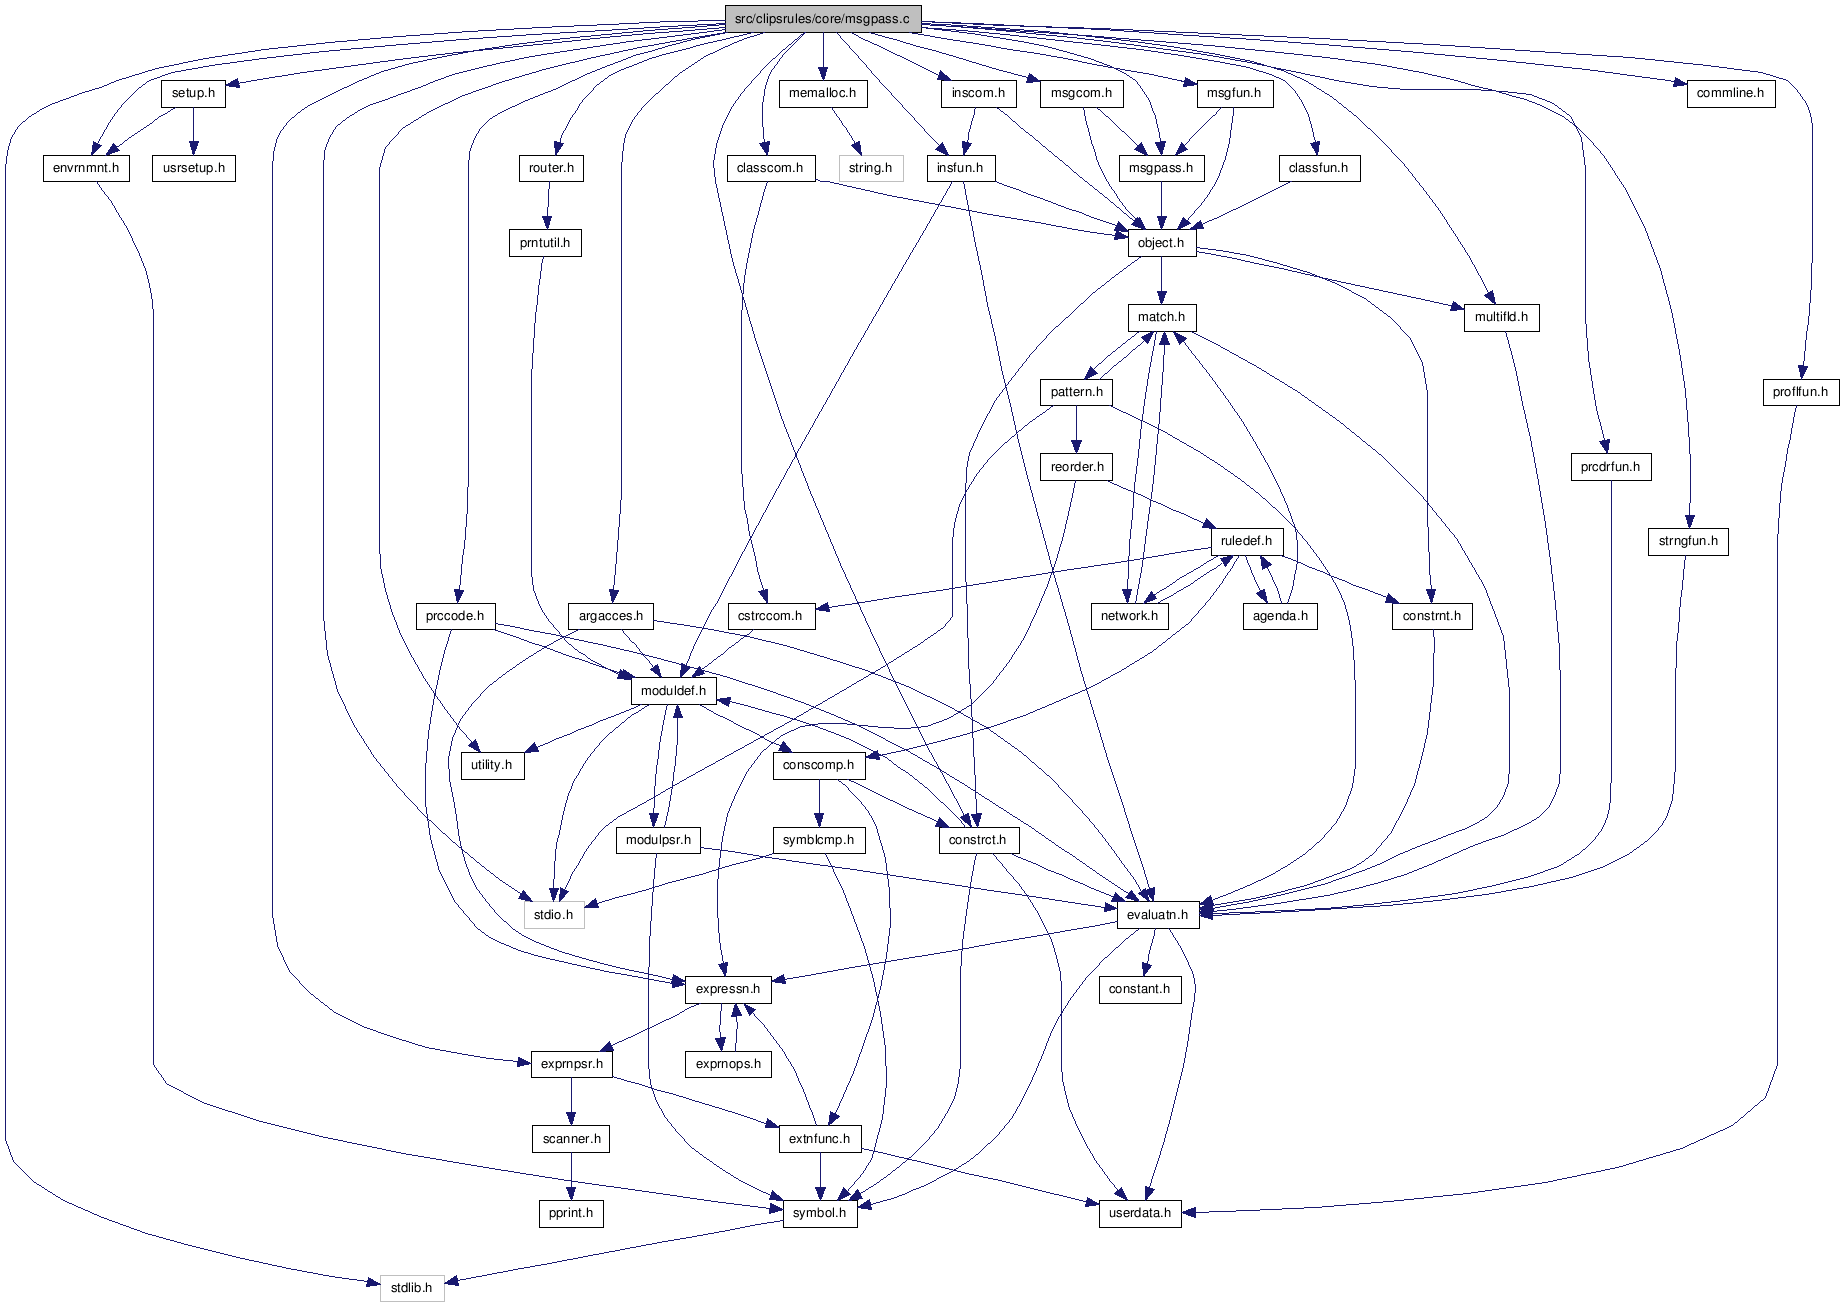 src/clipsrules/core/msgpass.c
setup.h
memalloc.h
inscom.h
msgcom.h
msgfun.h
commline.h
envrnmnt.h
usrsetup.h
router.h
classcom.h
string.h
insfun.h
msgpass.h
classfun.h
prntutil.h
object.h
match.h
multifld.h
pattern.h
proflfun.h
reorder.h
prcdrfun.h
ruledef.h
strngfun.h
prccode.h
argacces.h
cstrccom.h
network.h
agenda.h
constrnt.h
moduldef.h
utility.h
conscomp.h
modulpsr.h
symblcmp.h
constrct.h
stdio.h
evaluatn.h
expressn.h
constant.h
exprnpsr.h
exprnops.h
scanner.h
extnfunc.h
pprint.h
symbol.h
userdata.h
stdlib.h